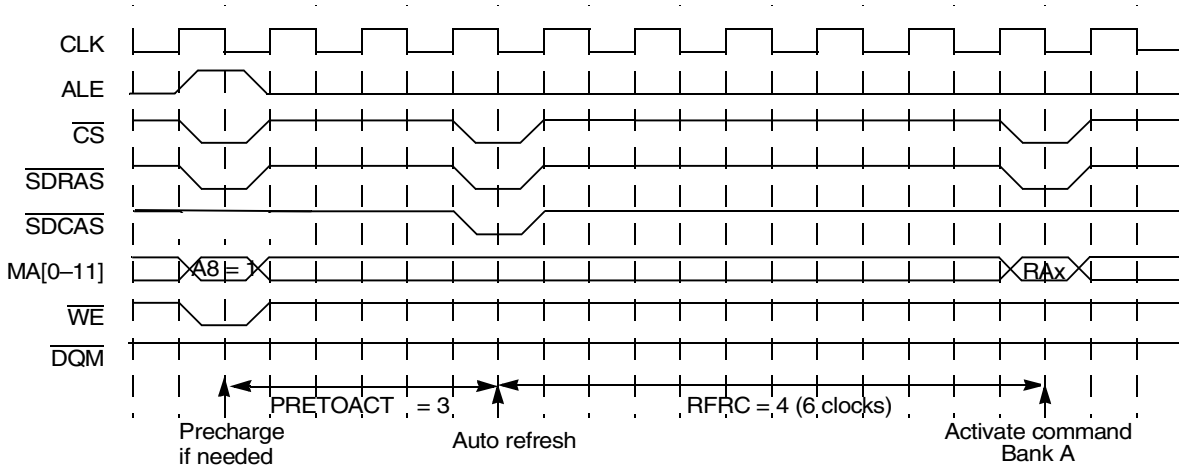 CLK
ALE
CS
SDRAS
SDCAS
MA[0–11]
A8 = 1
RAx
WE
DQM
PRETOACT = 3
RFRC = 4 (6 clocks)
Precharge
if needed
Auto refresh
Activate command
Bank A